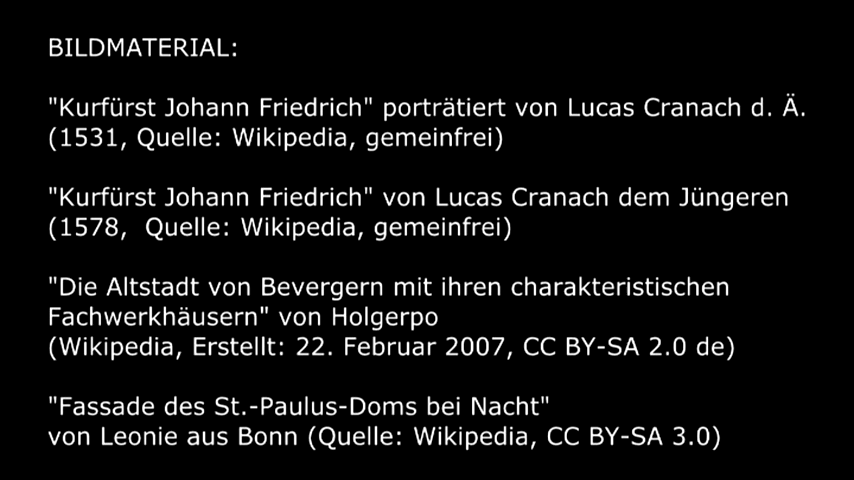 BILDMATERIAL:
"Kurfürst Johann Friedrich" porträtiert von Lucas Cranach d. Ä.
(1531, Quelle: Wikipedia, gemeinfrei)
"Kurfürst Johann Friedrich" von Lucas Cranach dem Jüngeren
(1578,  Quelle: Wikipedia, gemeinfrei)
"Die Altstadt von Bevergern mit ihren charakteristischen
Fachwerkhäusern" von Holgerpo
(Wikipedia, Erstellt: 22. Februar 2007, CC BY-SA 2.0 de)
"Fassade des St.-Paulus-Doms bei Nacht"
von Leonie aus Bonn (Quelle: Wikipedia, CC BY-SA 3.0)